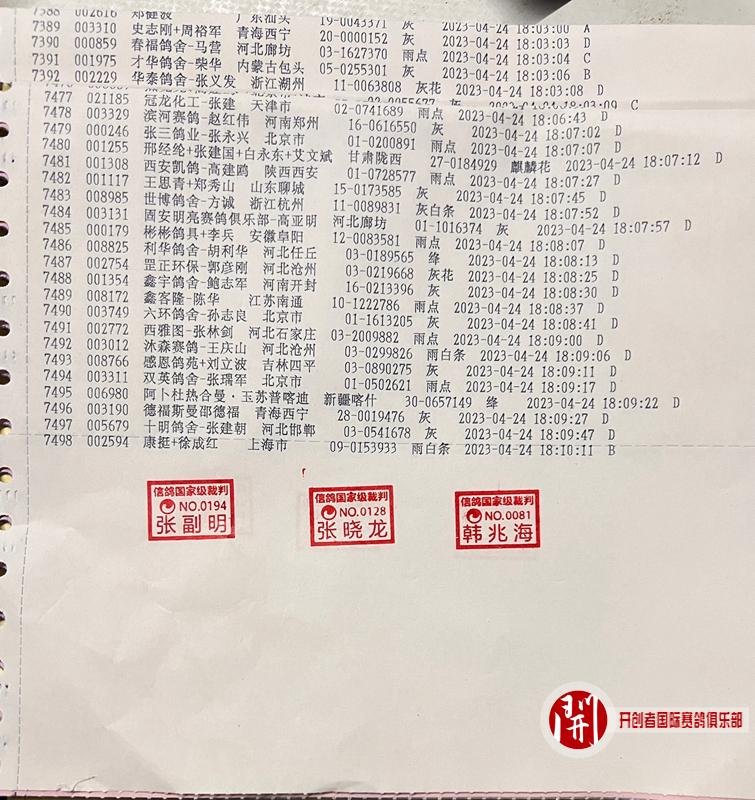 7388 002616 郑健波 广东汕头 19-0043371 灰 2023-04-24 18:03:00 A
7389 003310 史志刚+周裕军 青海西宁 20-0000152 灰 2023-04-24 18:03:03 D
7390 000859 春福鸽舍-马营 河北廊坊 03-1627370 雨点 2023-04-24 18:03:04 C
7391 001975 才华鸽舍-柴华 内蒙古包头 05-0255301 灰 2023-04-24 18:03:06 B
7392 002229 华泰鸽舍-张义发 浙江湖州 11-0063808 灰花 2023-04-24 18:03:08 D
7477 021185 冠龙化工-张建 天津市 02-0741689 雨点 2023-04-24 18:06:43 D
7478 003329 滨河赛鸽-赵红伟 河南郑州 16-0616550 灰 2023-04-24 18:07:02 D
7479 000246 张三鸽业-张永兴 北京市 01-0200891 雨点 2023-04-24 18:07:07 D
7480 001255 邢经纶+张建国+白永东+艾文斌 甘肃陇西 27-0184929 麒麟花 2023-04-24 18:07:12 D
7481 001308 西安凯鸽-高建鸥 陕西西安 01-0728577 雨点 2023-04-24 18:07:27 D
7482 001117 王思青+郑秀山 山东聊城 15-0173585 灰 2023-04-24 18:07:45 D
7483 008985 世博鸽舍-方诚 浙江杭州 11-0089831 灰白条 2023-04-24 18:07:52 D
7484 003131 固安明亮赛鸽俱乐部-高亚明 河北廊坊 01-1016374 灰 2023-04-24 18:07:57 D
7485 000179 彬彬鸽具+李兵 安徽阜阳 12-0083581 雨点 2023-04-24 18:08:07 D
7486 008825 利华鸽舍-胡利华 河北任丘 03-0189565 绛 2023-04-24 18:08:13 D
7487 002754 罡正环保-郭彦刚 河北沧州 03-0219668 灰花 2023-04-24 18:08:25 D
7488 001354 鑫宇鸽舍-鲍志军 河南开封 16-0213396 灰 2023-04-24 18:08:30 D
7489 008172 鑫客隆-陈华 江苏南通 10-1222786 雨点 2023-04-24 18:08:37 D
7490 003749 六环鸽舍-孙志良 北京市 01-1613205 灰 2023-04-24 18:08:41 D
7491 002772 西雅图-张林剑 河北石家庄 03-2009882 雨点 2023-04-24 18:09:00 D
7492 003012 沐森赛鸽-王庆山 河北沧州 03-0299826 雨白条 2023-04-24 18:09:06 D
7493 008766 感恩鸽苑+刘立波 吉林四平 03-0890275 灰 2023-04-24 18:09:11 D
7494 003311 双英鸽舍-张瑞军 北京市 01-0502621 雨点 2023-04-24 18:09:17 D
7495 006980 阿卜杜热合曼·玉苏普喀迪 新疆喀什 30-0657149 绛 2023-04-24 18:09:22 D
7496 003190 德福斯曼邵德福 青海西宁 28-0019476 灰 2023-04-24 18:09:27 D
7497 005679 十明鸽舍-张建朝 河北邯郸 03-0541678 灰 2023-04-24 18:09:47 D
7498 002594 康挺+徐成红 上海市 09-0153933 雨白条 2023-04-24 18:10:11 B
信鸽国家级裁判 NO.0194 张副明
信鸽国家级裁判 NO.0128 张晓龙
信鸽国家级裁判 NO.0081 韩兆海
開 开创者国际赛鸽俱乐部